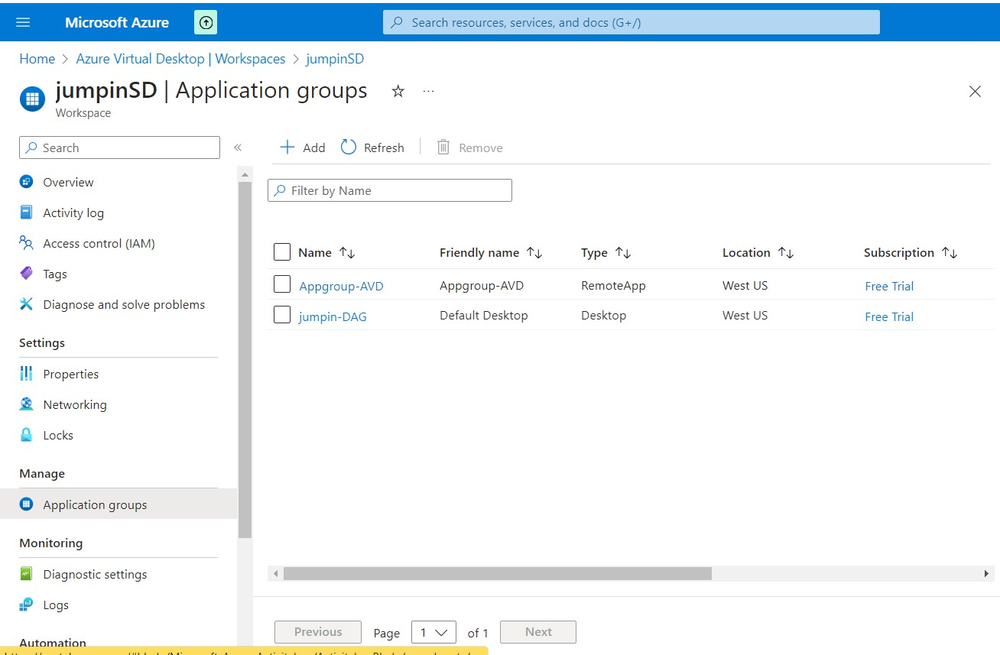 Microsoft Azure
Search resources, services, and docs (G+/)
Home > Azure Virtual Desktop | Workspaces > jumpinSD
jumpinSD | Application groups
Workspace
Search
Add Refresh Remove
Overview
Filter by Name
Activity log
Access control (IAM)
Name Friendly name Type Location Subscription
Tags
Appgroup-AVD Appgroup-AVD RemoteApp West US Free Trial
Diagnose and solve problems
jumpin-DAG Default Desktop Desktop West US Free Trial
Settings
Properties
Networking
Locks
Manage
Application groups
Monitoring
Diagnostic settings
Logs
Previous Page 1 of 1 Next
Automation